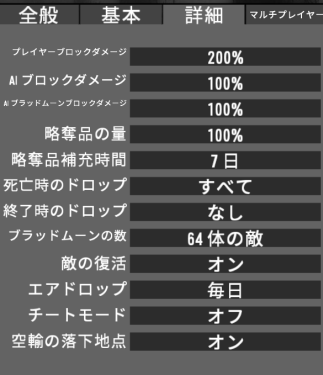 全般 基本 詳細 マルチプレイヤー
プレイヤーブロックダメージ 200%
AIブロックダメージ 100%
AIブラッドムーンブロックダメージ 100%
略奪品の量 100%
略奪品補充時間 7日
死亡時のドロップ すべて
終了時のドロップ なし
ブラッドムーンの数 64体の敵
敵の復活 オン
エアドロップ 毎日
チートモード オフ
空輸の落下地点 オン